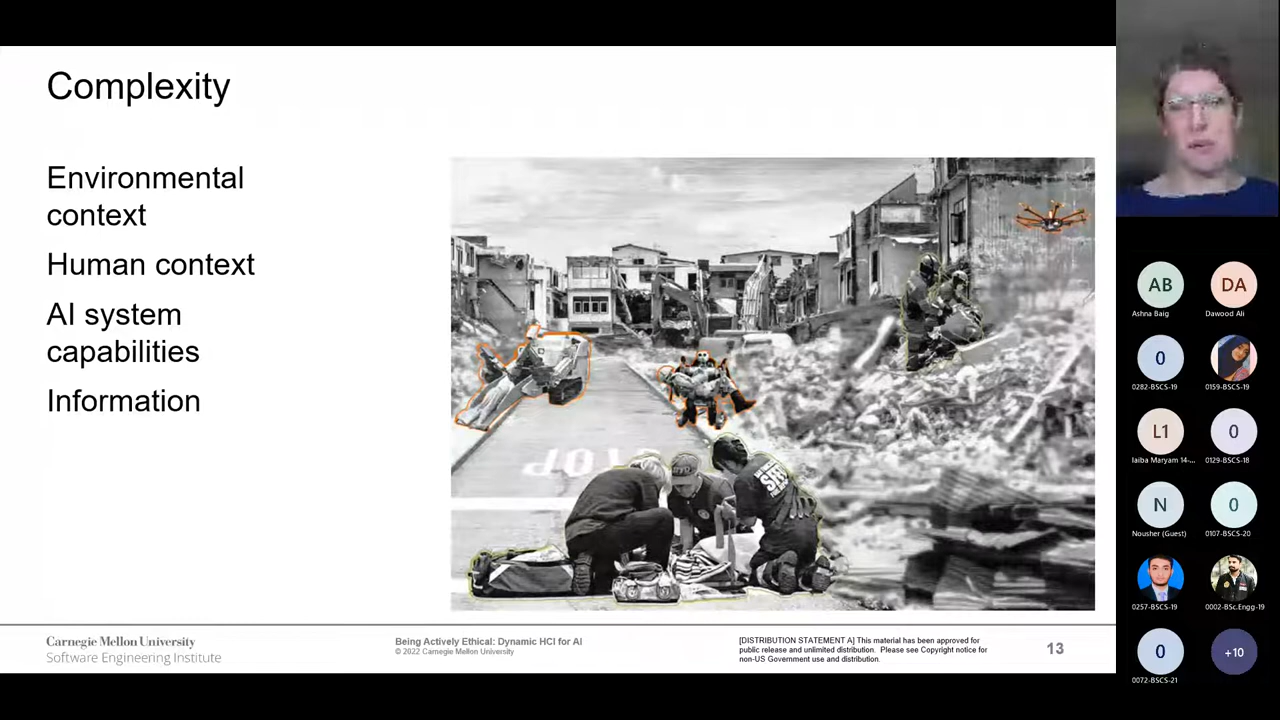 Complexity
Environmental
context
Human context
AI system
capabilities
Information
Carnegie Mellon University
Software Engineering Institute
Being Actively Ethical: Dynamic HCI for AI
© 2022 Carnegie Mellon University
[DISTRIBUTION STATEMENT A] This material has been approved for
public release and unlimited distribution. Please see Copyright notice for
non-US Government use and distribution.
13
AB
DA
Ashna Baig
Dawood Ali
0
0282-BSCS-19
0159-BSCS-19
L1
0
laiba Maryam 14-...
0129-BSCS-18
N
0
Nousher (Guest)
0107-BSCS-20
0257-BSCS-19
0002-BSc.Engg-19
0
+10
0072-BSCS-21